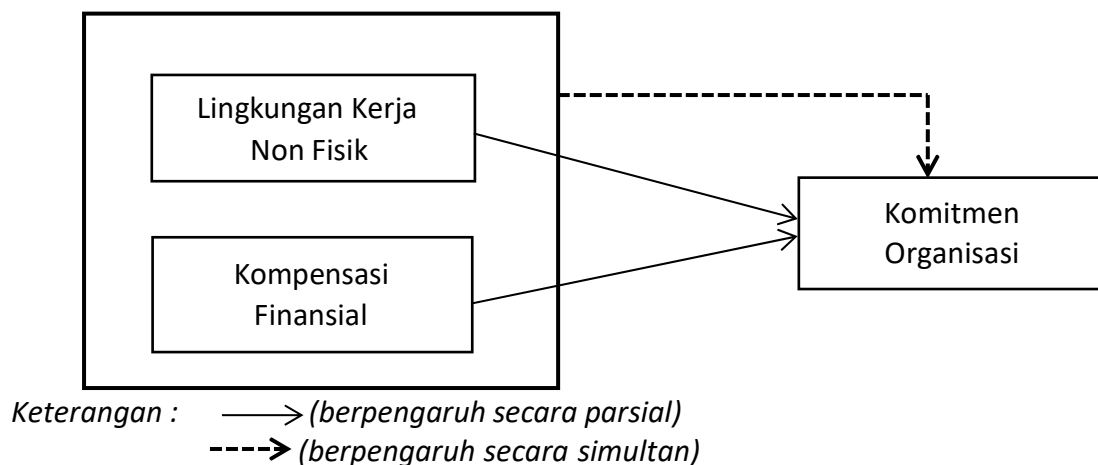 Lingkungan Kerja
Non Fisik
Komitmen
Organisasi
Kompensasi
Finansial
Keterangan : (berpengaruh secara parsial)
(berpengaruh secara simultan)